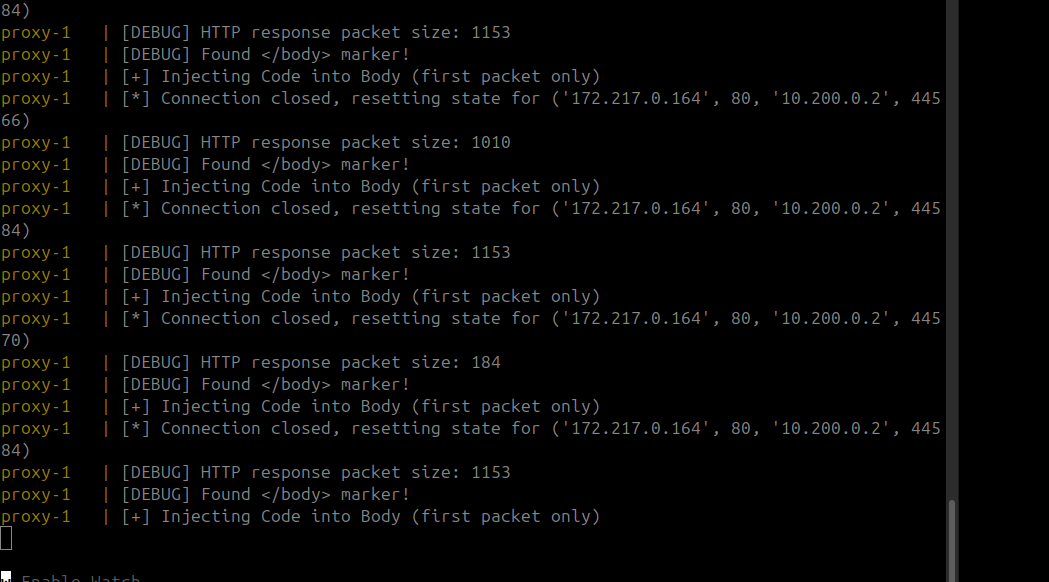 84)
proxy-1   | [DEBUG] HTTP response packet size: 1153
proxy-1   | [DEBUG] Found </body> marker!
proxy-1   | [+] Injecting Code into Body (first packet only)
proxy-1   | [*] Connection closed, resetting state for ('172.217.0.164', 80, '10.200.0.2', 445
66)
proxy-1   | [DEBUG] HTTP response packet size: 1010
proxy-1   | [DEBUG] Found </body> marker!
proxy-1   | [+] Injecting Code into Body (first packet only)
proxy-1   | [*] Connection closed, resetting state for ('172.217.0.164', 80, '10.200.0.2', 445
84)
proxy-1   | [DEBUG] HTTP response packet size: 1153
proxy-1   | [DEBUG] Found </body> marker!
proxy-1   | [+] Injecting Code into Body (first packet only)
proxy-1   | [*] Connection closed, resetting state for ('172.217.0.164', 80, '10.200.0.2', 445
70)
proxy-1   | [DEBUG] HTTP response packet size: 184
proxy-1   | [DEBUG] Found </body> marker!
proxy-1   | [+] Injecting Code into Body (first packet only)
proxy-1   | [*] Connection closed, resetting state for ('172.217.0.164', 80, '10.200.0.2', 445
84)
proxy-1   | [DEBUG] HTTP response packet size: 1153
proxy-1   | [DEBUG] Found </body> marker!
proxy-1   | [+] Injecting Code into Body (first packet only)
w Enable Watch